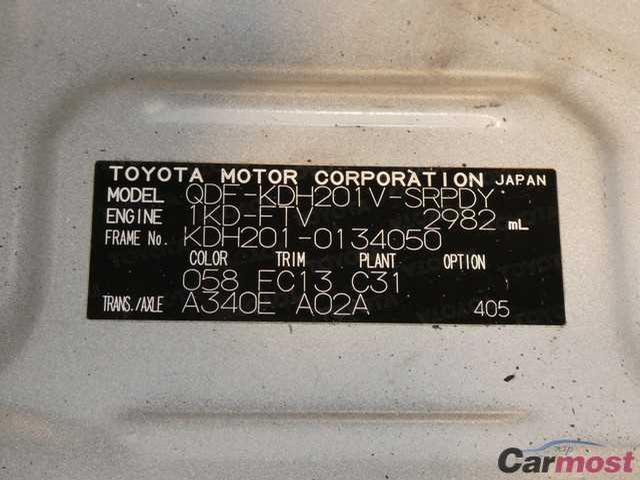 TOYOTA MOTOR CORPORATION JAPAN
MODEL QDF-KDH201V-SRPDY
ENGINE 1KD-FTV 2982 mL
FRAME No. KDH201-0134050
COLOR TRIM PLANT OPTION
058 FC13 C31
TRANS./AXLE A340E A02A 405
Carmost